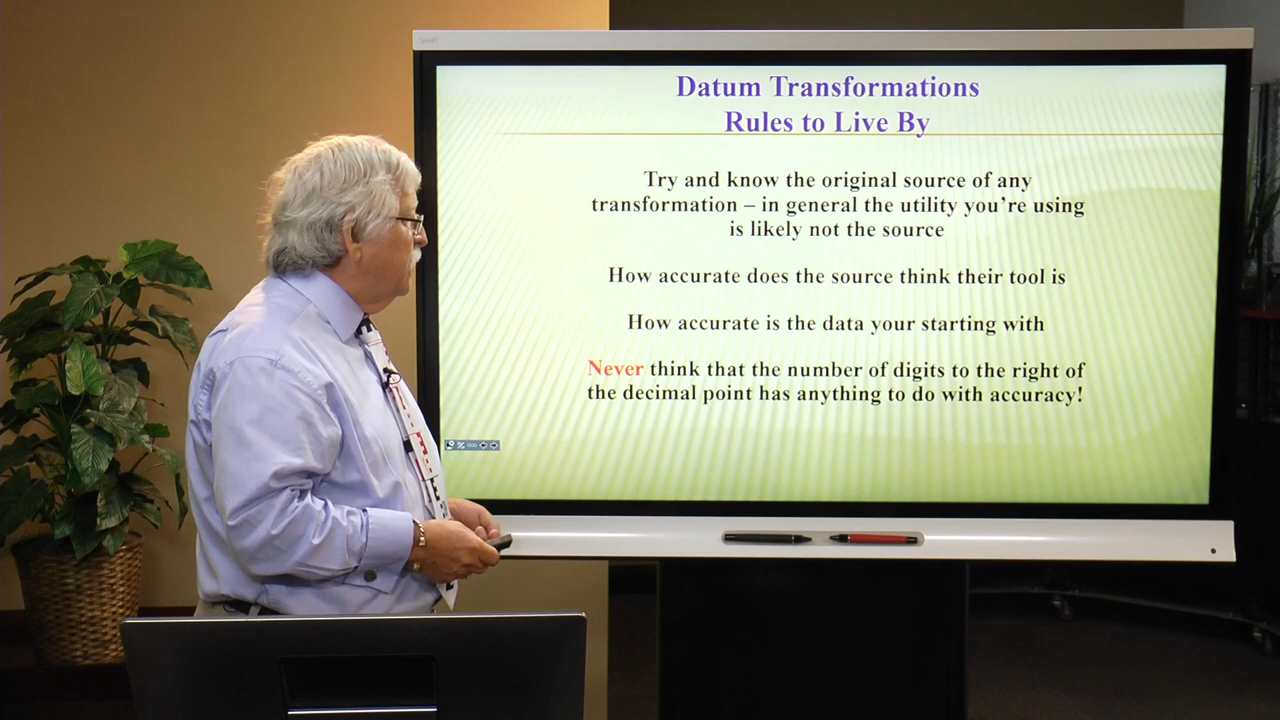 Datum Transformations
Rules to Live By
Try and know the original source of any
transformation – in general the utility you're using
is likely not the source
How accurate does the source think their tool is
How accurate is the data your starting with
Never think that the number of digits to the right of
the decimal point has anything to do with accuracy!